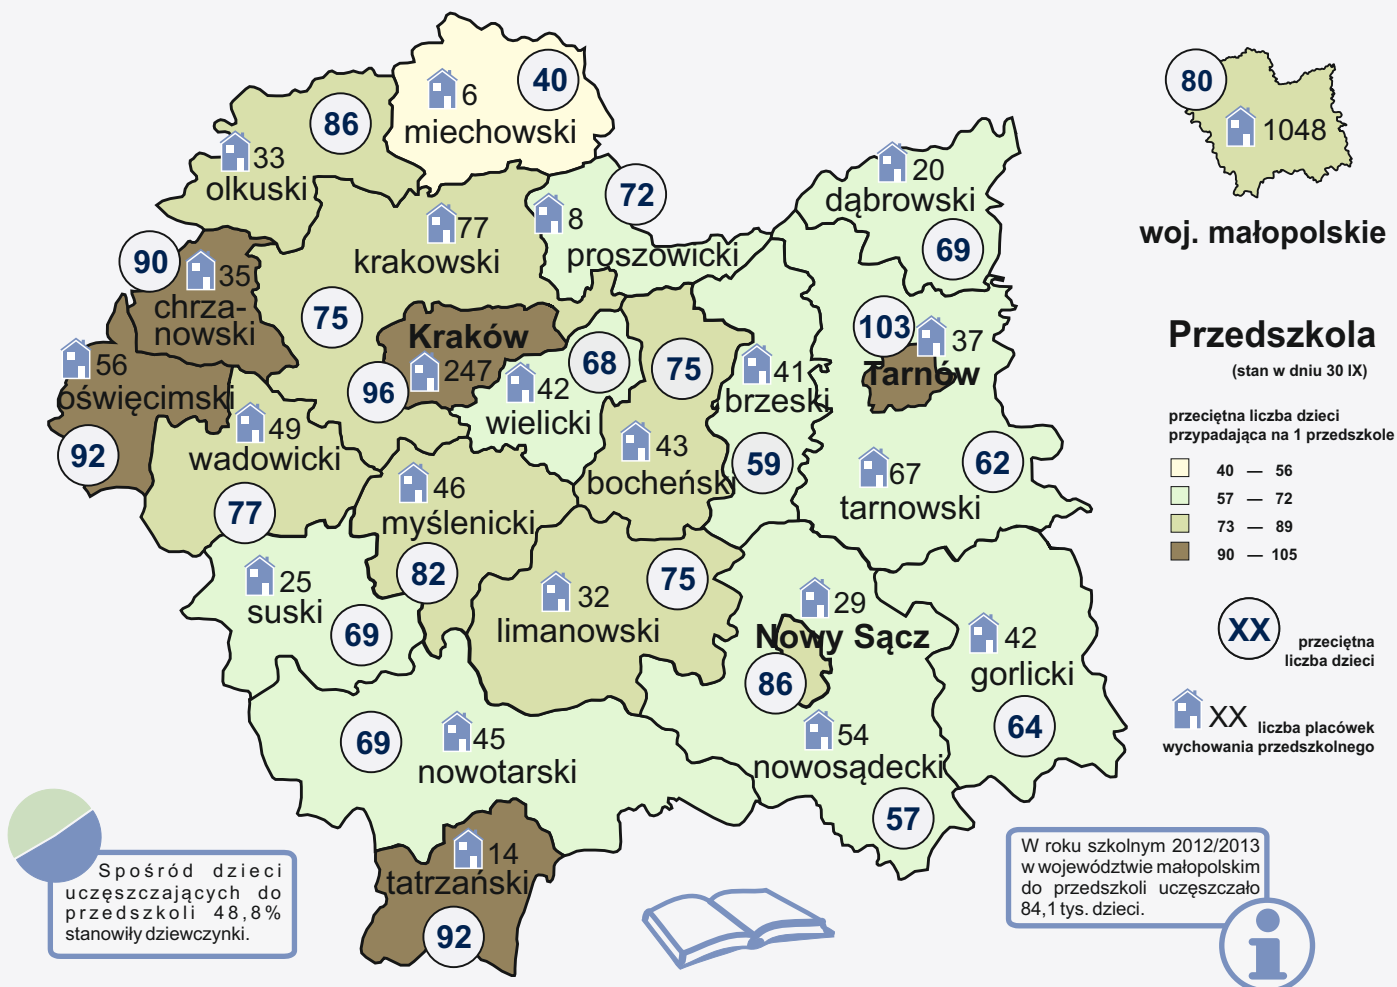 40
6
miechowski
86
33
olkuski
72
8
proszowicki
77
krakowski
75
20
dąbrowski
69
90
35
chrza-
nowski
Kraków
247
96
68
42
wielicki
75
43
bocheński
41
brzeski
59
103
37
Tarnów
67
62
tarnowski
56
oświęcimski
92
49
wadowicki
77
46
myślenicki
82
25
suski
69
32
75
limanowski
29
Nowy Sącz
86
54
nowosądecki
57
42
gorlicki
64
69
45
nowotarski
14
tatrzański
92
80
1048
woj. małopolskie
Przedszkola
(stan w dniu 30 IX)
przeciętna liczba dzieci
przypadająca na 1 przedszkole
40 — 56
57 — 72
73 — 89
90 — 105
XX
przeciętna
liczba dzieci
XX liczba placówek
wychowania przedszkolnego
Spośród dzieci
uczęszczających do
przedszkoli 48,8%
stanowiły dziewczynki.
W roku szkolnym 2012/2013
w województwie małopolskim
do przedszkoli uczęszczało
84,1 tys. dzieci.